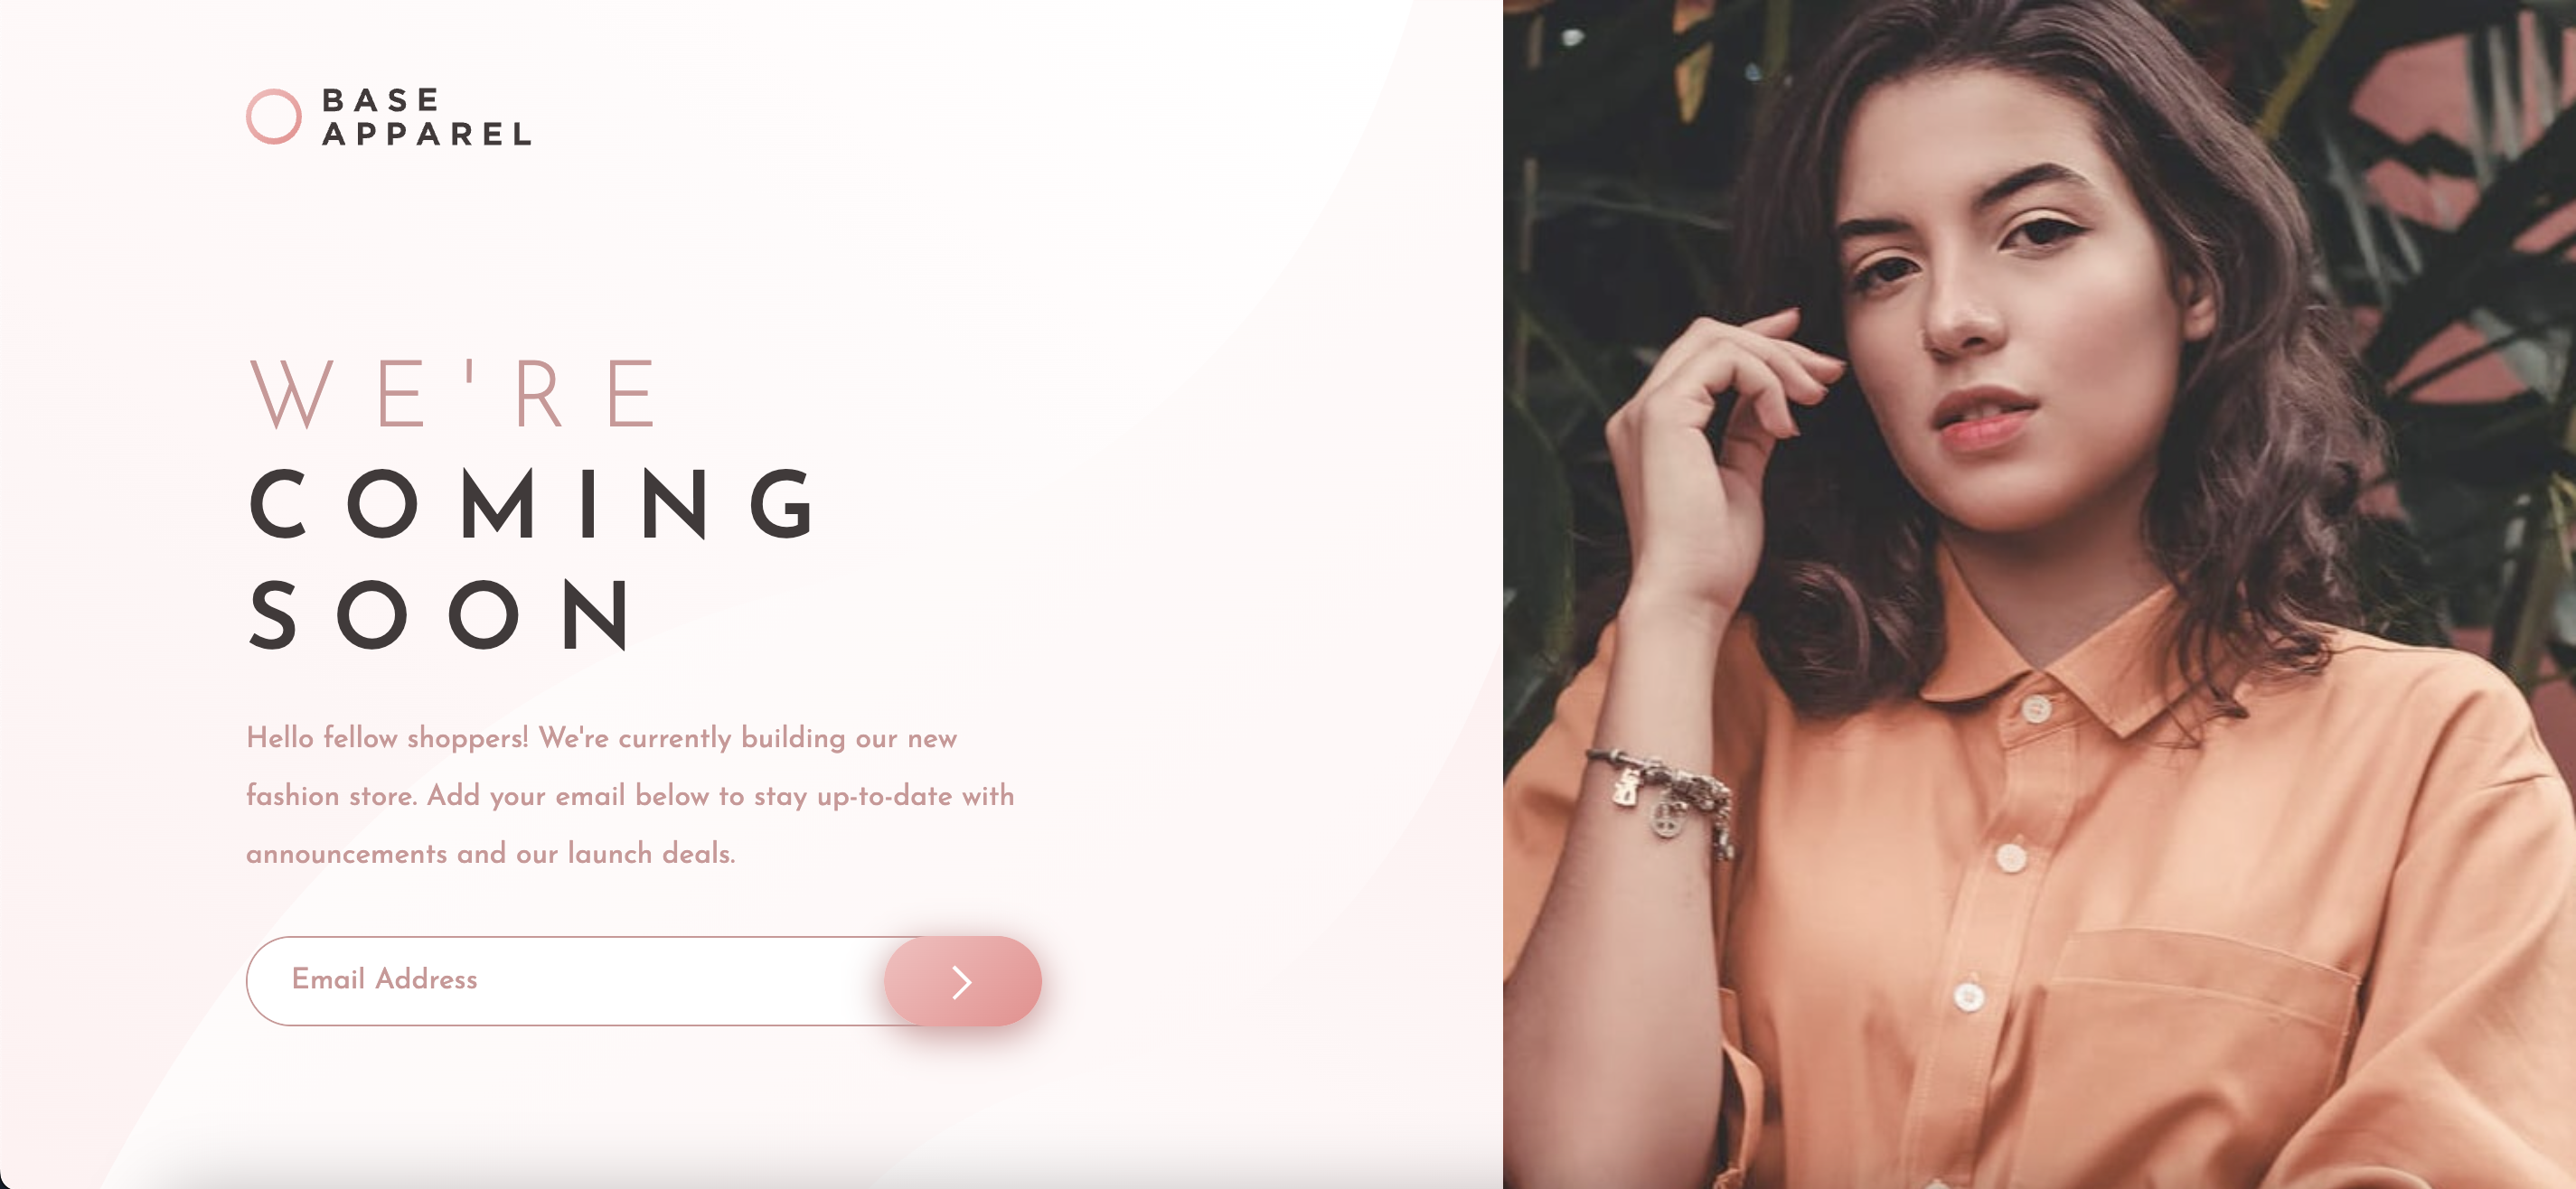 BASE
APPAREL
WE'RE
COMING
SOON
Hello fellow shoppers! We're currently building our new
fashion store. Add your email below to stay up-to-date with
announcements and our launch deals.
Email Address